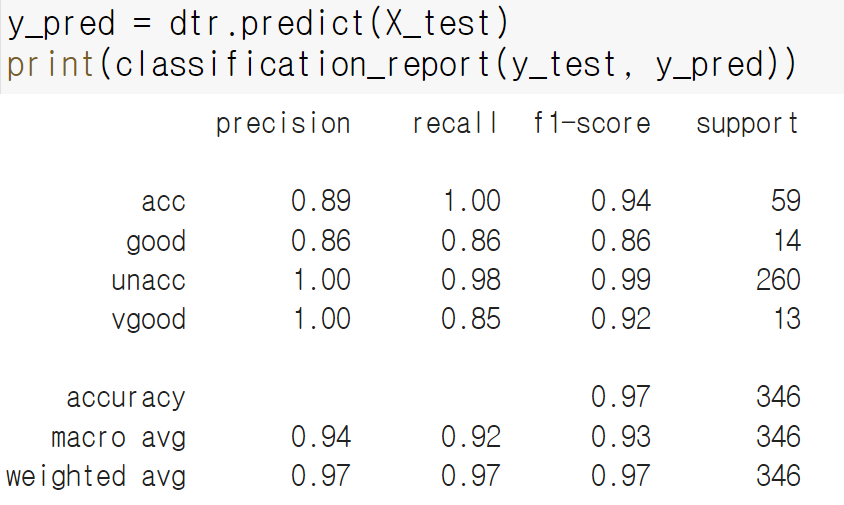 y_pred = dtr.predict(X_test)
print(classification_report(y_test, y_pred))
precision recall f1-score support
acc 0.89 1.00 0.94 59
good 0.86 0.86 0.86 14
unacc 1.00 0.98 0.99 260
vgood 1.00 0.85 0.92 13
accuracy 0.97 346
macro avg 0.94 0.92 0.93 346
weighted avg 0.97 0.97 0.97 346